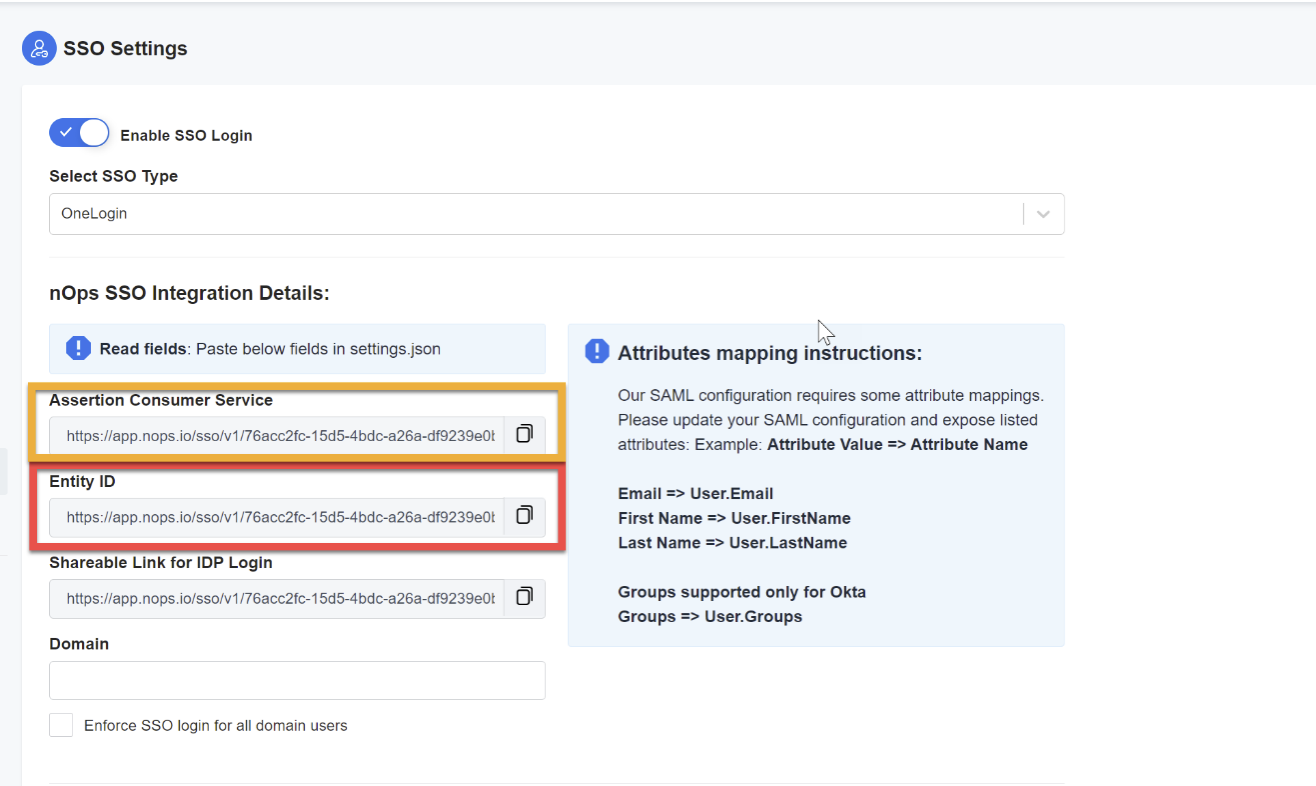 SSO Settings
Enable SSO Login
Select SSO Type
OneLogin
nOps SSO Integration Details:
Read fields: Paste below fields in settings.json
Assertion Consumer Service
https://app.nops.io/sso/v1/76acc2fc-15d5-4bdc-a26a-df9239e0b
Entity ID
https://app.nops.io/sso/v1/76acc2fc-15d5-4bdc-a26a-df9239e0b
Shareable Link for IDP Login
https://app.nops.io/sso/v1/76acc2fc-15d5-4bdc-a26a-df9239e0b
Domain
Enforce SSO login for all domain users
Attributes mapping instructions:
Our SAML configuration requires some attribute mappings.
Please update your SAML configuration and expose listed
attributes: Example: Attribute Value => Attribute Name
Email => User.Email
First Name => User.FirstName
Last Name => User.LastName
Groups supported only for Okta
Groups => User.Groups